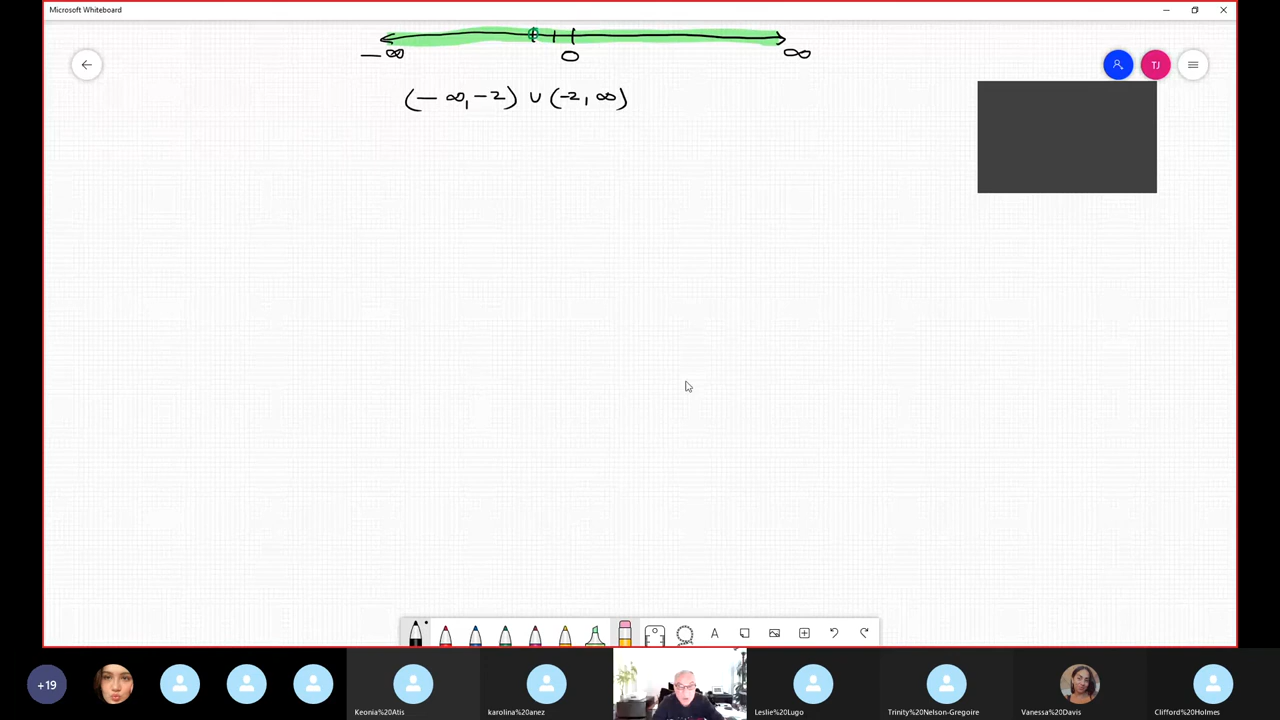 Microsoft Whiteboard
— ∞ 0 ∞
(— ∞, -2) ∪ (-2, ∞)
TJ
A
+19
Keonia%20Atis karolina%20anez Leslie%20Lugo Trinity%20Nelson-Gregoire Vanessa%20Davis Clifford%20Holmes